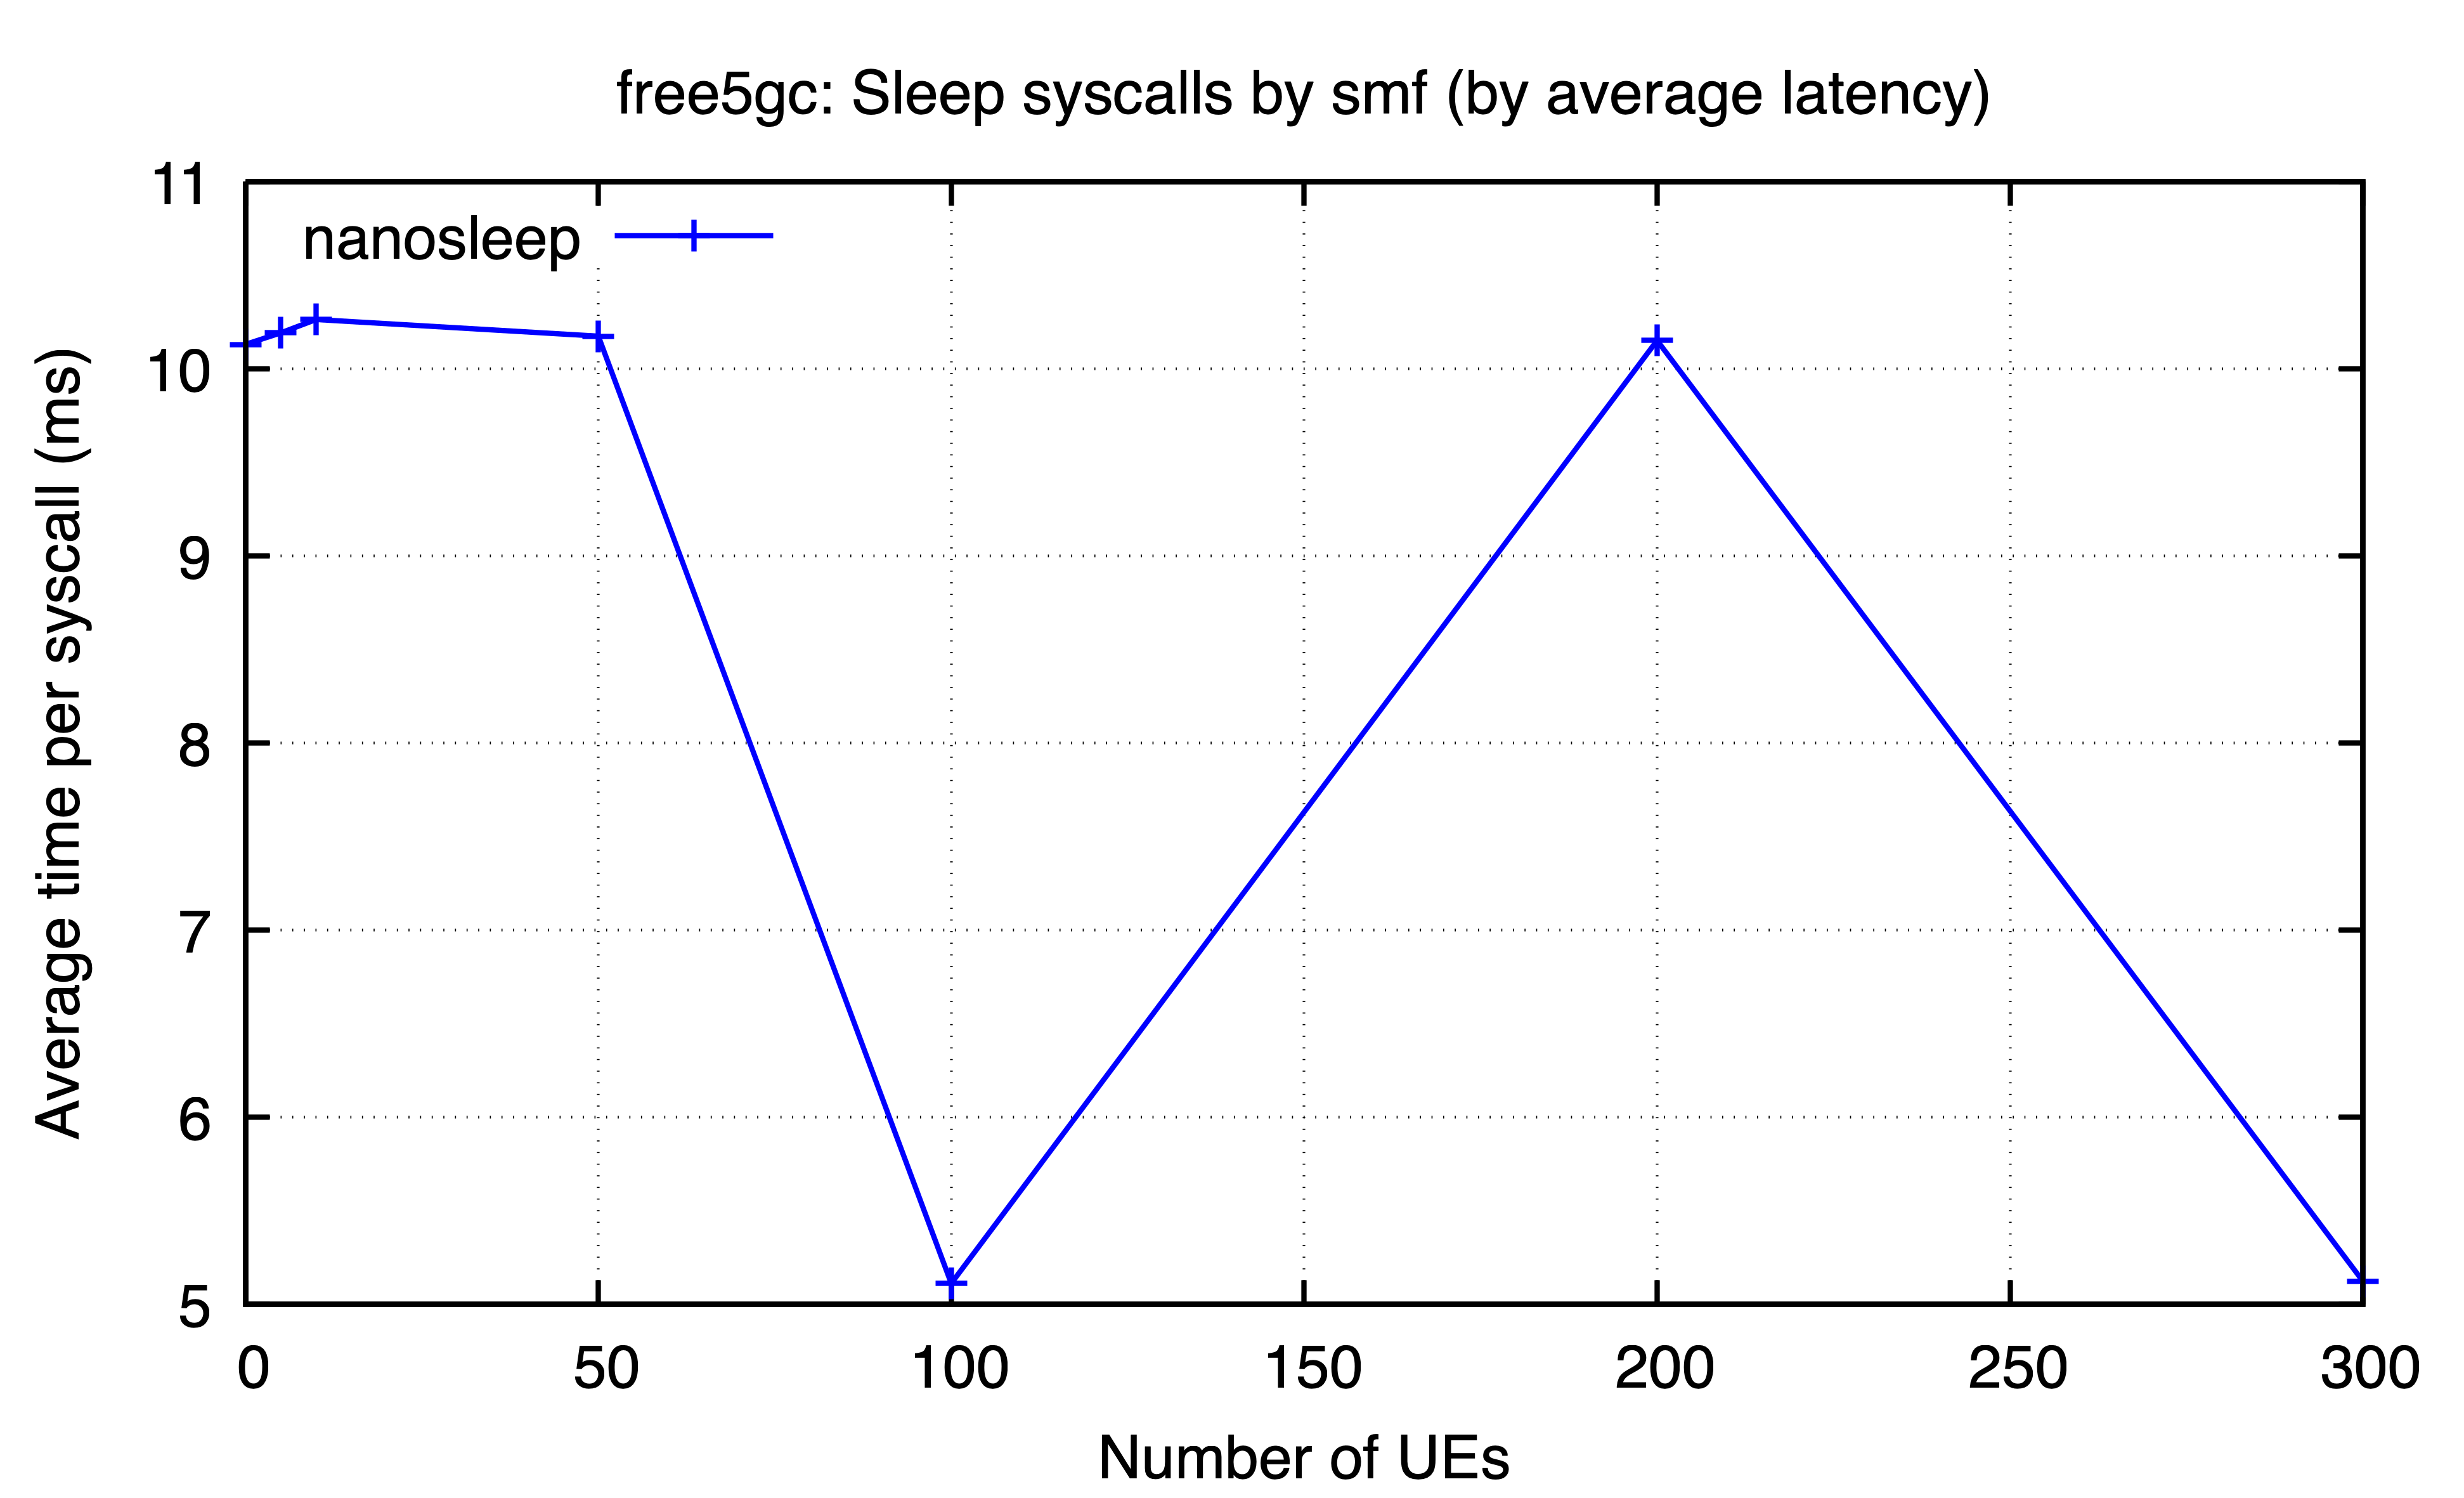 free5gc: Sleep syscalls by smf (by average latency)
nanosleep
Average time per syscall (ms)
11
10
9
8
7
6
5
0 50 100 150 200 250 300
Number of UEs